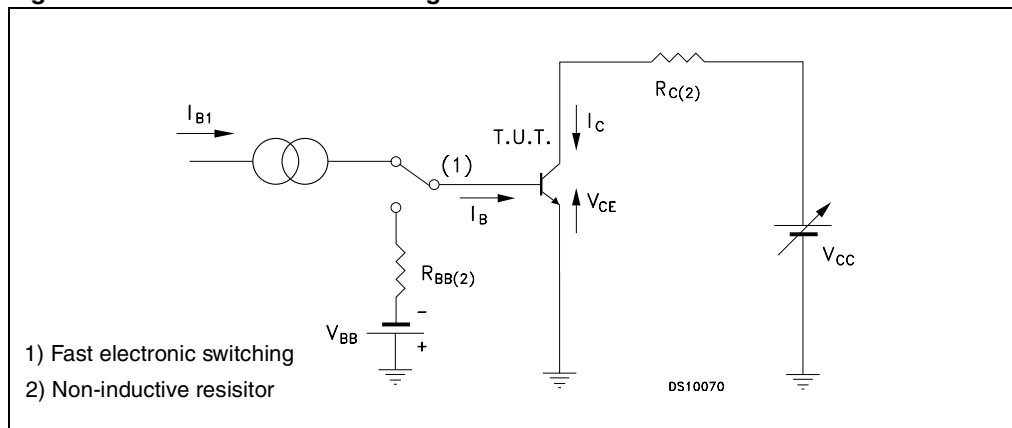 I_B1
(1)
I_B
T.U.T.
I_C
V_CE
R_C(2)
V_CC
R_BB(2)
-
V_BB
+
1) Fast electronic switching
2) Non-inductive resisitor
DS10070